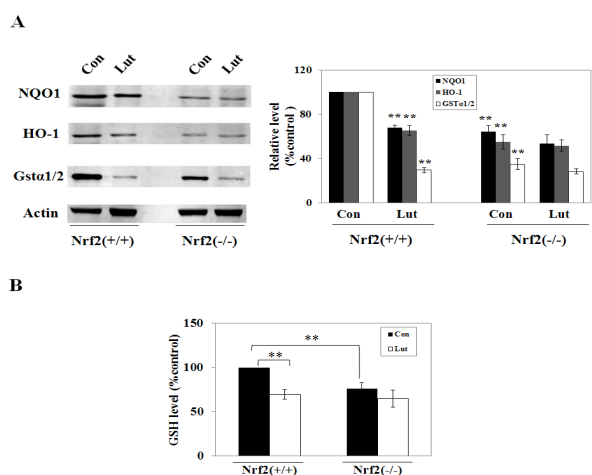 A
Con Lut Con Lut
NQO1
HO-1
Gstα1/2
Actin
Nrf2(+/+) Nrf2(-/-)
Relative level
(%control )
120
80
40
0
NQO1
HO-1
GSTα1/2
** **
**
** **
**
Con Lut Con Lut
Nrf2(+/+) Nrf2(-/-)
B
GSH level (%control)
150
100
50
0
Con
Lut
**
**
Nrf2(+/+) Nrf2(-/-)